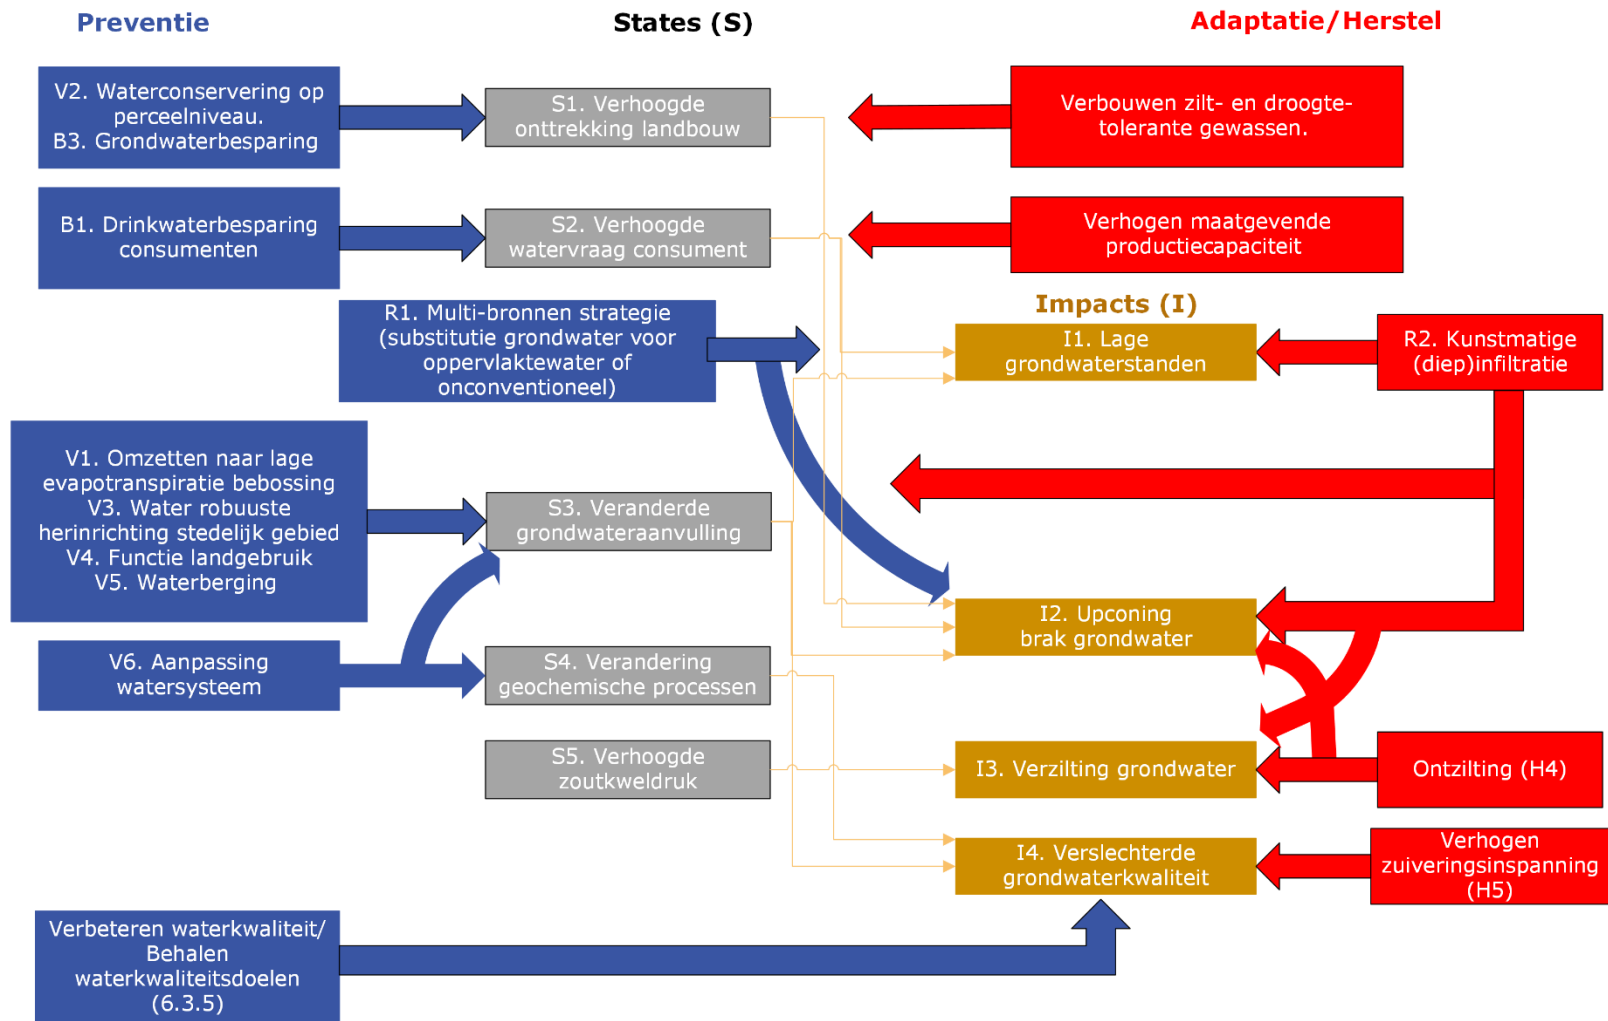 Preventie
States (S)
Adaptatie/Herstel
V2. Waterconservering op
perceelniveau.
B3. Grondwaterbesparing
S1. Verhoogde
onttrekking landbouw
Verbouwen zilt- en droogte-
tolerante gewassen.
B1. Drinkwaterbesparing
consumenten
S2. Verhoogde
watervraag consument
Verhogen maatgevende
productiecapaciteit
R1. Multi-bronnen strategie
(substitutie grondwater voor
oppervlaktewater of
onconventioneel)
Impacts (I)
I1. Lage
grondwaterstanden
R2. Kunstmatige
(diep)infiltratie
V1. Omzetten naar lage
evapotranspiratie bebossing
V3. Water robuuste
herinrichting stedelijk gebied
V4. Functie landgebruik
V5. Waterberging
S3. Veranderde
grondwateraanvulling
I2. Upconing
brak grondwater
V6. Aanpassing
watersysteem
S4. Verandering
geochemische processen
S5. Verhoogde
zoutkweldruk
I3. Verzilting grondwater
Ontzilting (H4)
I4. Verslechterde
grondwaterkwaliteit
Verhogen
zuiveringsinspanning
(H5)
Verbeteren waterkwaliteit/
Behalen
waterkwaliteitsdoelen
(6.3.5)